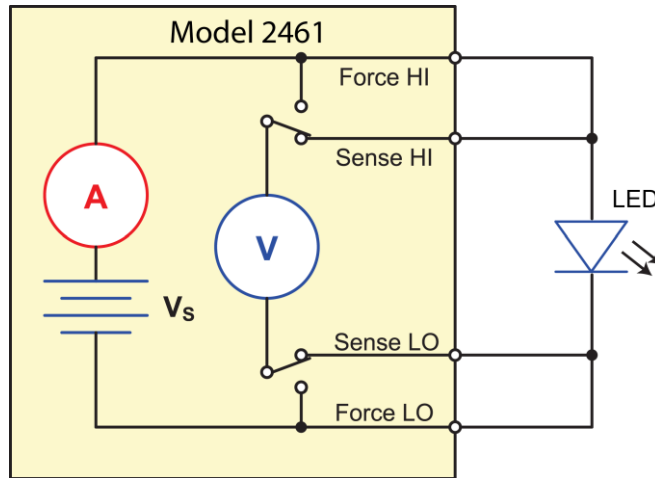 Model 2461
Force HI
Sense HI
A
LED
V
Vs
Sense LO
Force LO